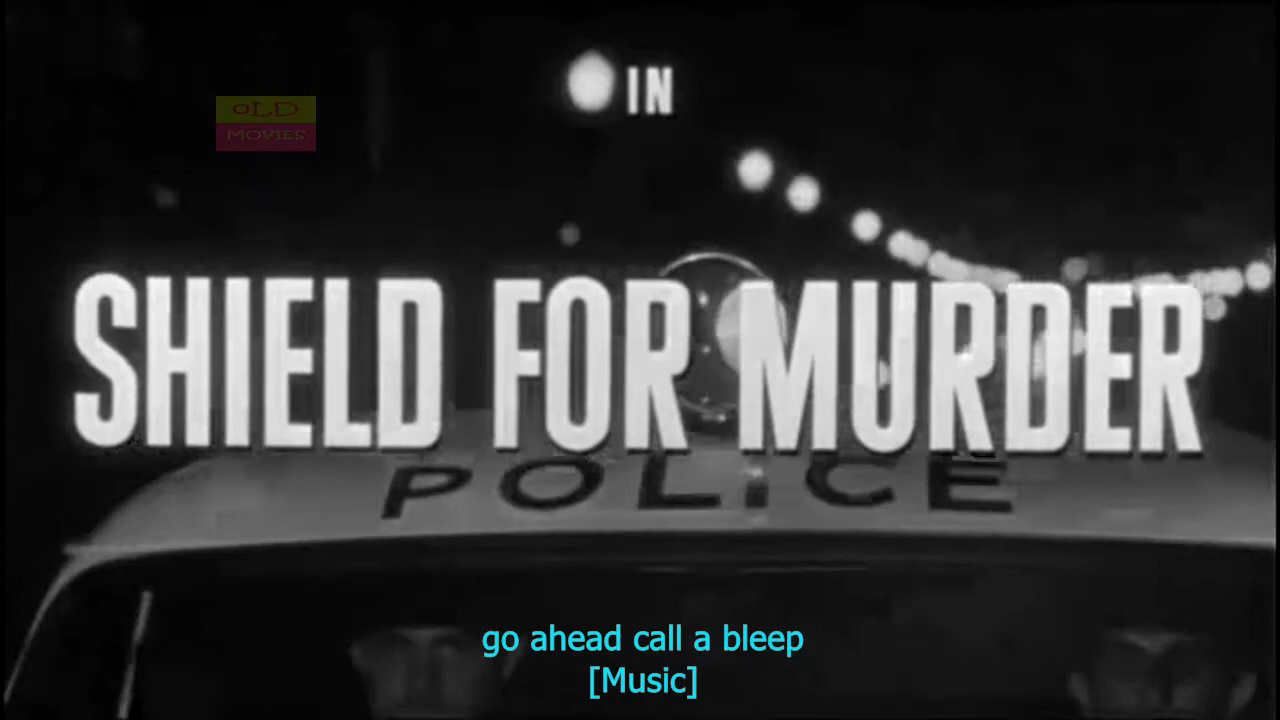 IN
OLD
MOVIES
SHIELD FOR MURDER
POLiCE
go ahead call a bleep
[Music]